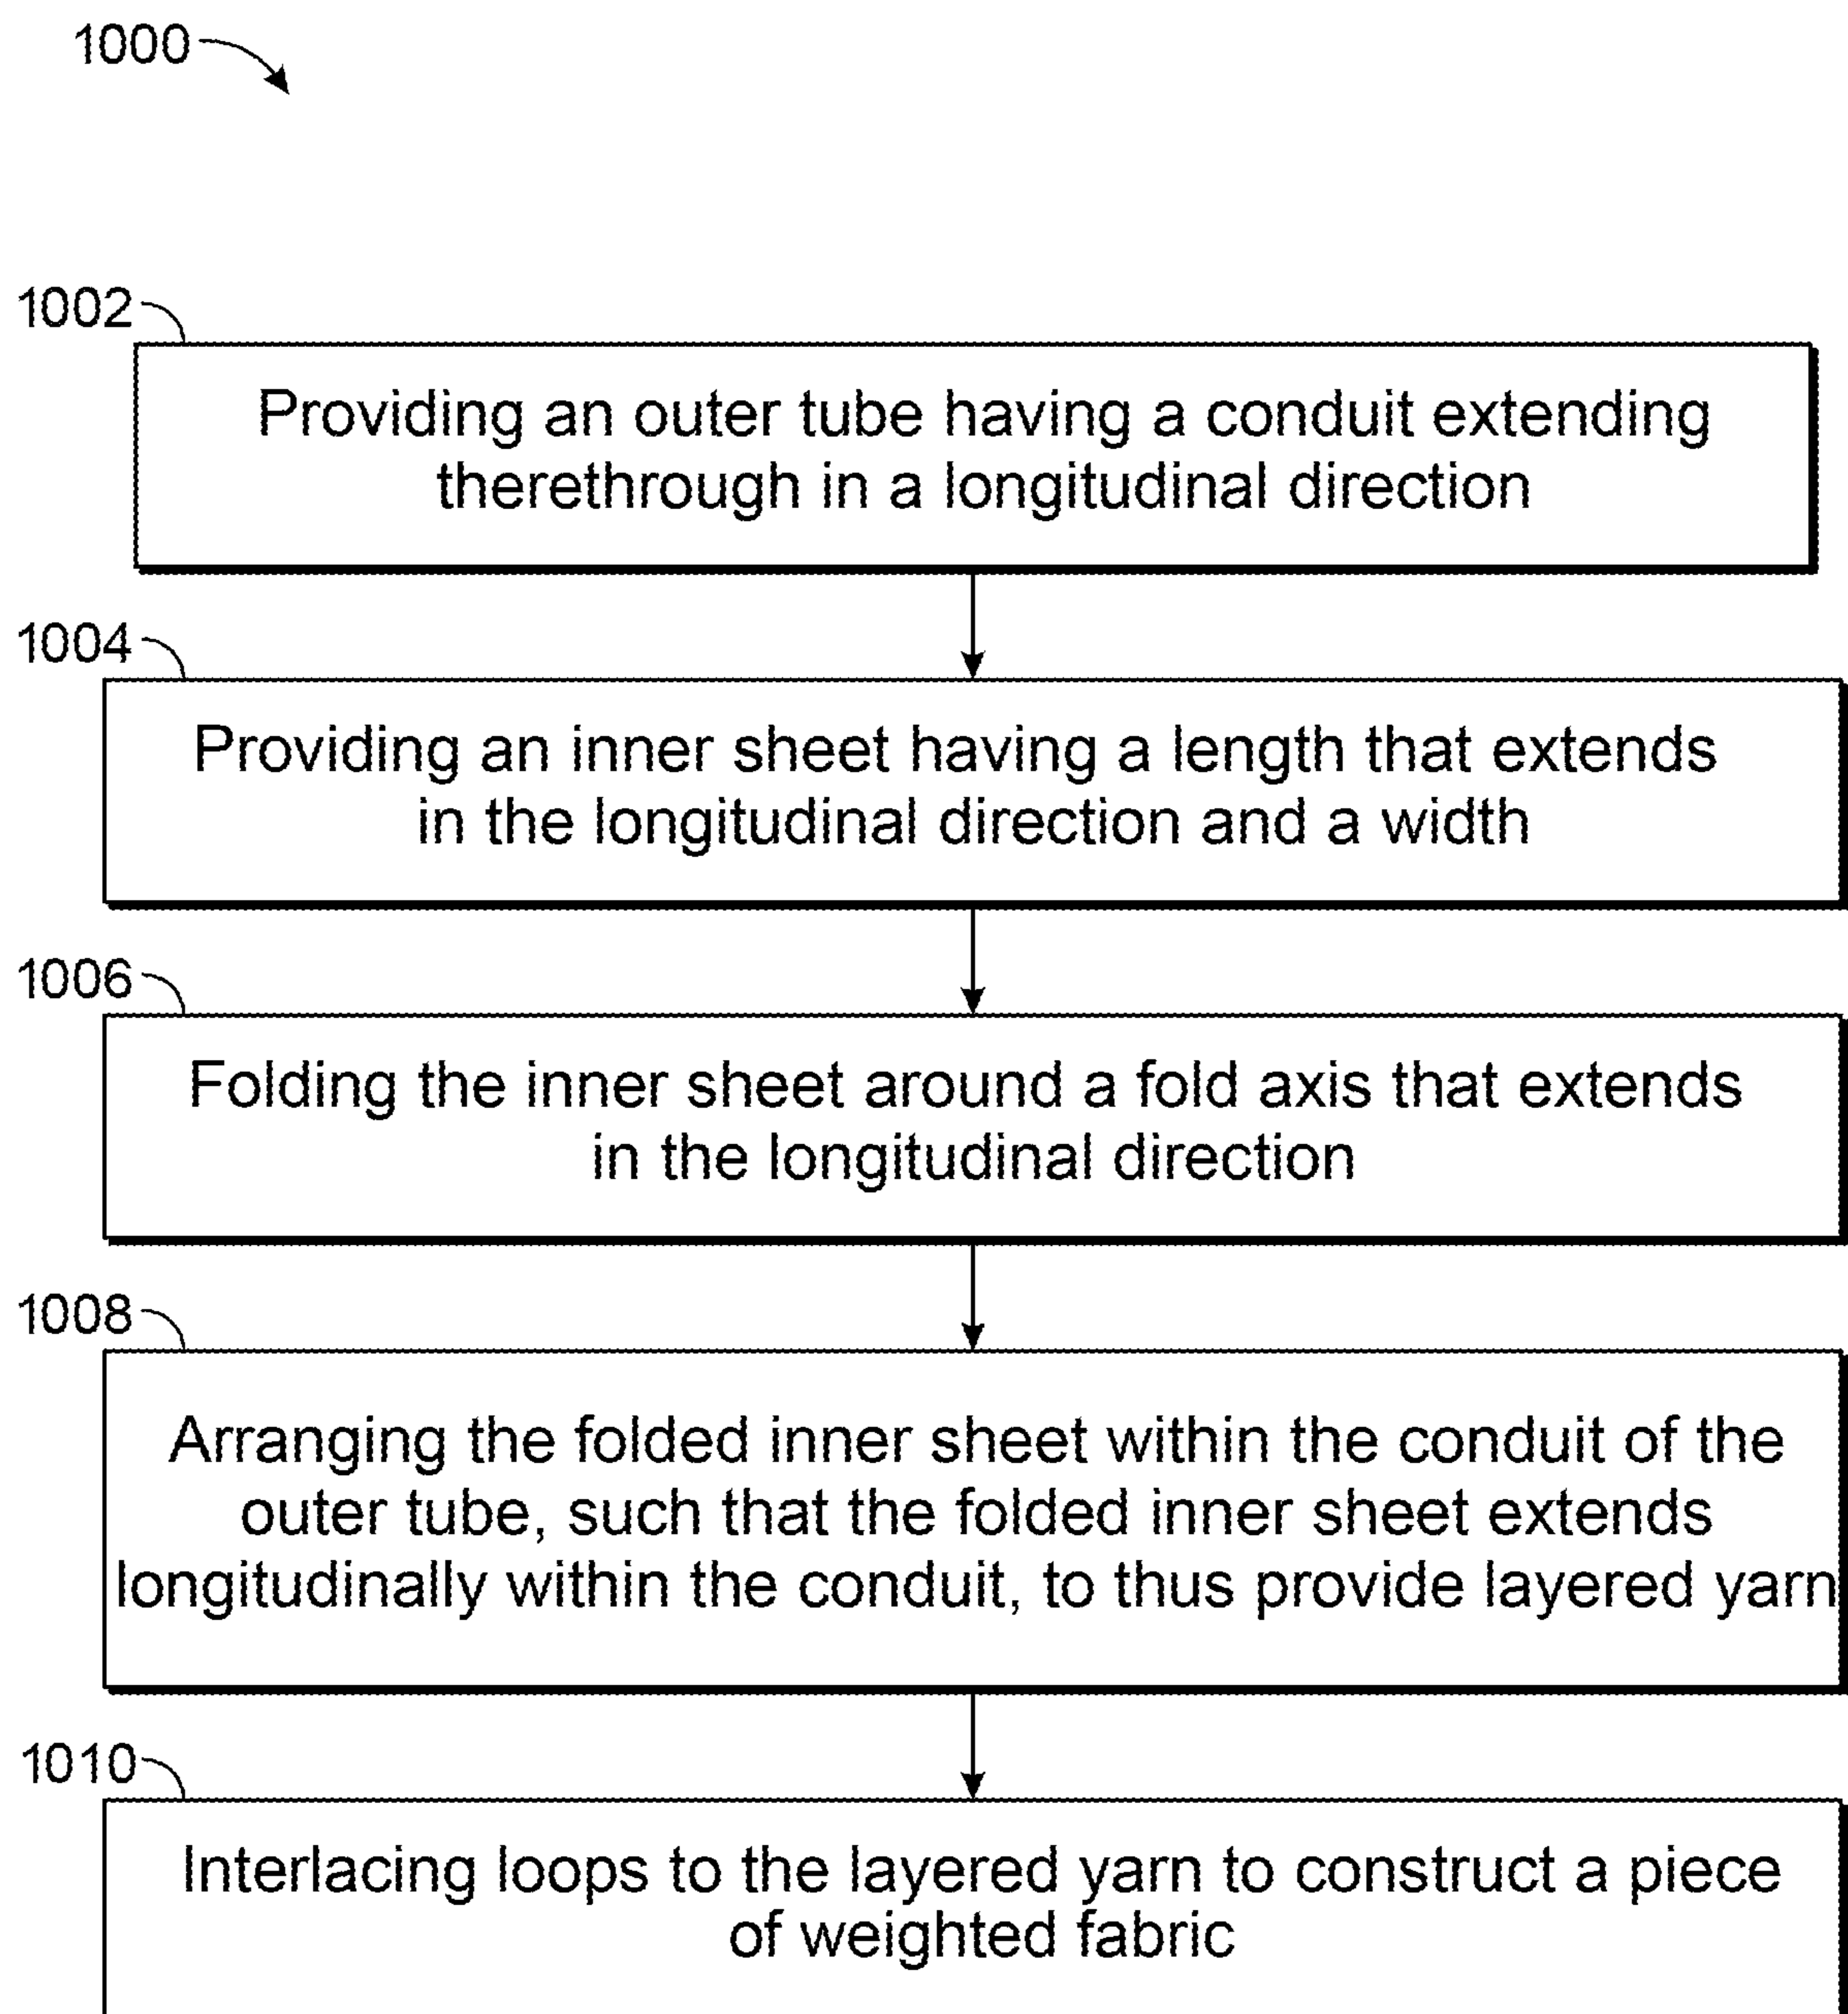 1000
1002
Providing an outer tube having a conduit extending
therethrough in a longitudinal direction
1004
Providing an inner sheet having a length that extends
in the longitudinal direction and a width
1006
Folding the inner sheet around a fold axis that extends
in the longitudinal direction
1008
Arranging the folded inner sheet within the conduit of the
outer tube, such that the folded inner sheet extends
longitudinally within the conduit, to thus provide layered yarn
1010
Interlacing loops to the layered yarn to construct a piece
of weighted fabric